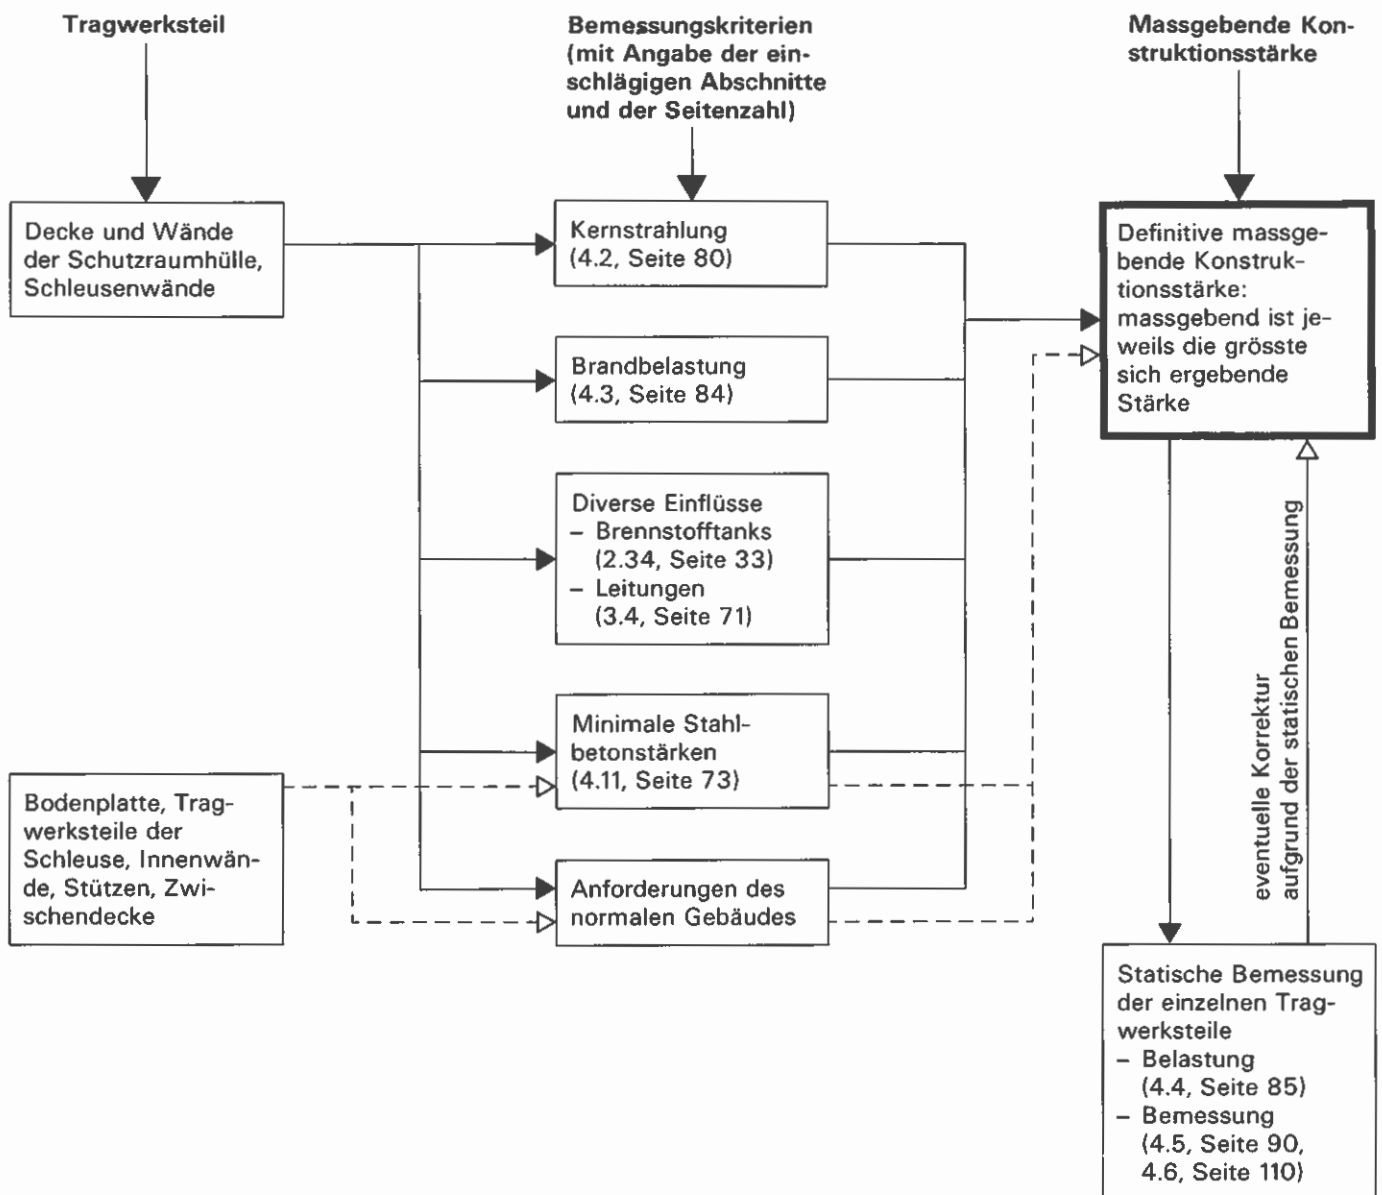 Tragwerksteil
Bemessungskriterien
(mit Angabe der ein-
schlägigen Abschnitte
und der Seitenzahl)
Massgebende Kon-
struktionsstärke
Decke und Wände
der Schutzraumhülle,
Schleusenwände
Kernstrahlung
(4.2, Seite 80)
Brandbelastung
(4.3, Seite 84)
Diverse Einflüsse
– Brennstofftanks
(2.34, Seite 33)
– Leitungen
(3.4, Seite 71)
Minimale Stahl-
betonstärken
(4.11, Seite 73)
Anforderungen des
normalen Gebäudes
Bodenplatte, Trag-
werksteile der
Schleuse, Innenwän-
de, Stützen, Zwi-
schendecke
Definitive massge-
bende Konstruk-
tionsstärke:
massgebend ist je-
weils die grösste
sich ergebende
Stärke
eventuelle Korrektur
aufgrund der statischen Bemessung
Statische Bemessung
der einzelnen Trag-
werksteile
– Belastung
(4.4, Seite 85)
– Bemessung
(4.5, Seite 90,
4.6, Seite 110)